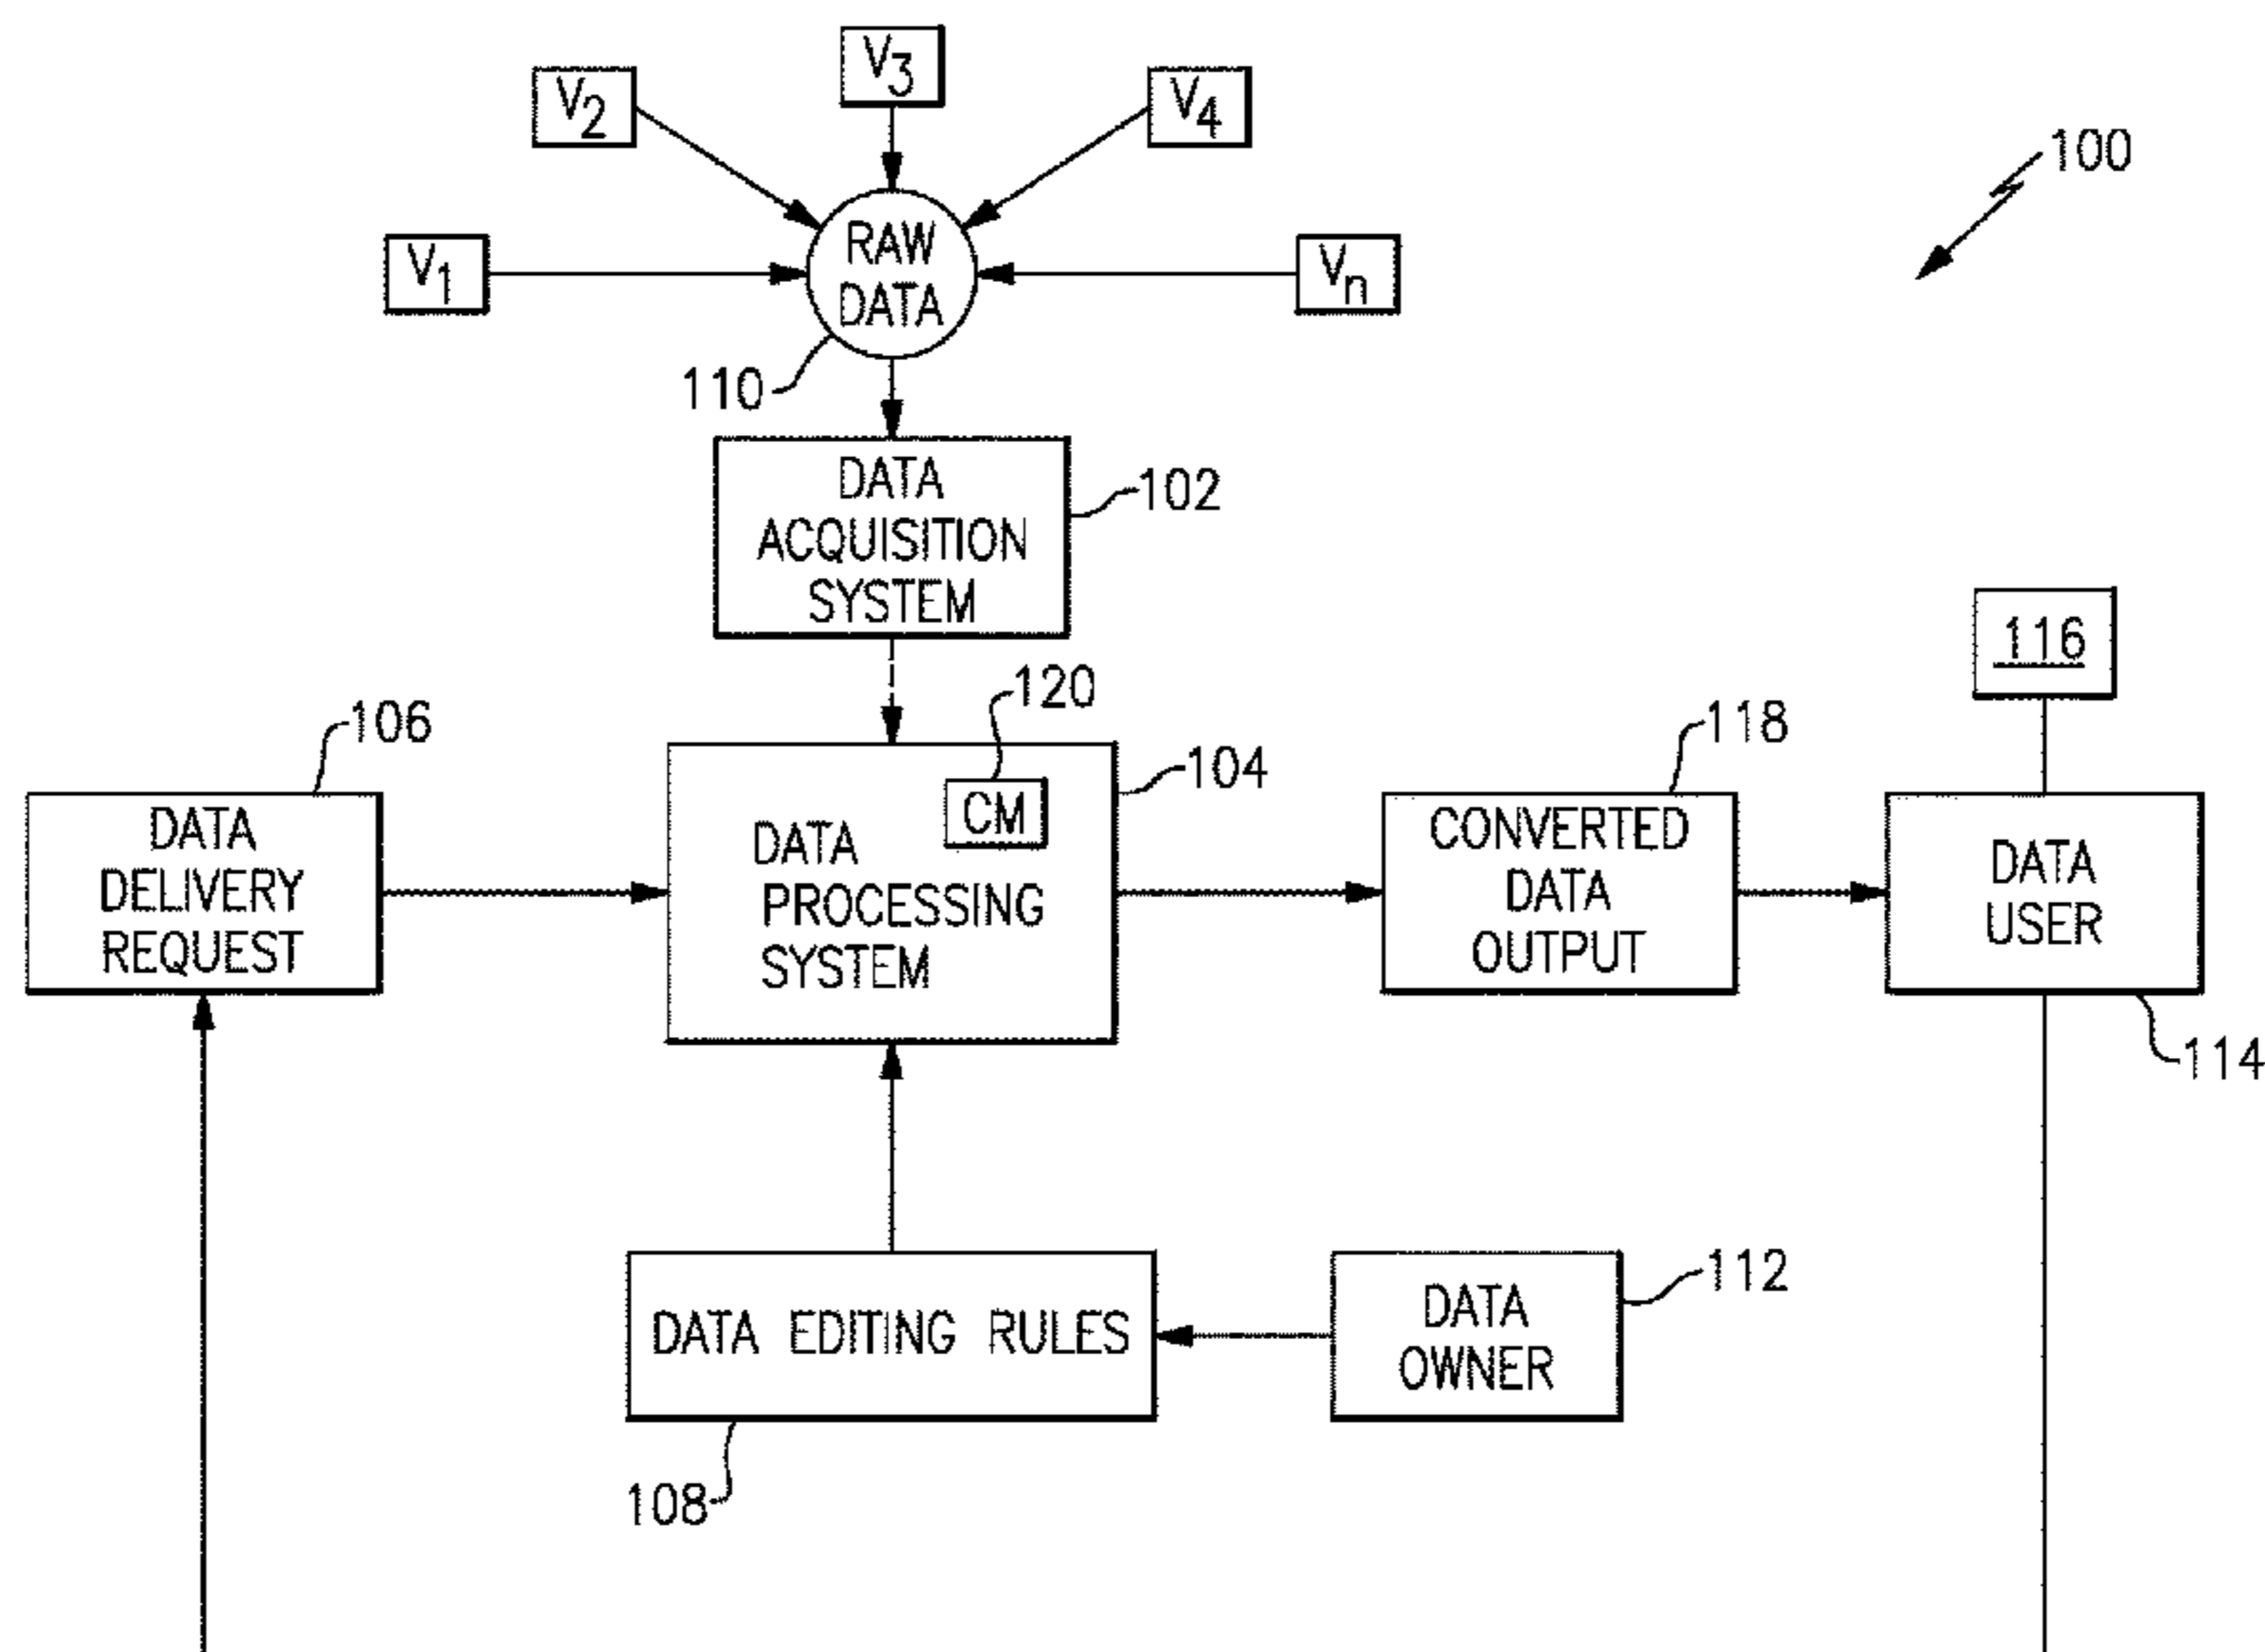 V3
V2
V4
100
V1
RAW
DATA
Vn
110
DATA
ACQUISITION
SYSTEM
102
116
120
106
118
104
CM
DATA
DELIVERY
REQUEST
DATA
PROCESSING
SYSTEM
CONVERTED
DATA
OUTPUT
DATA
USER
114
112
DATA EDITING RULES
DATA
OWNER
108